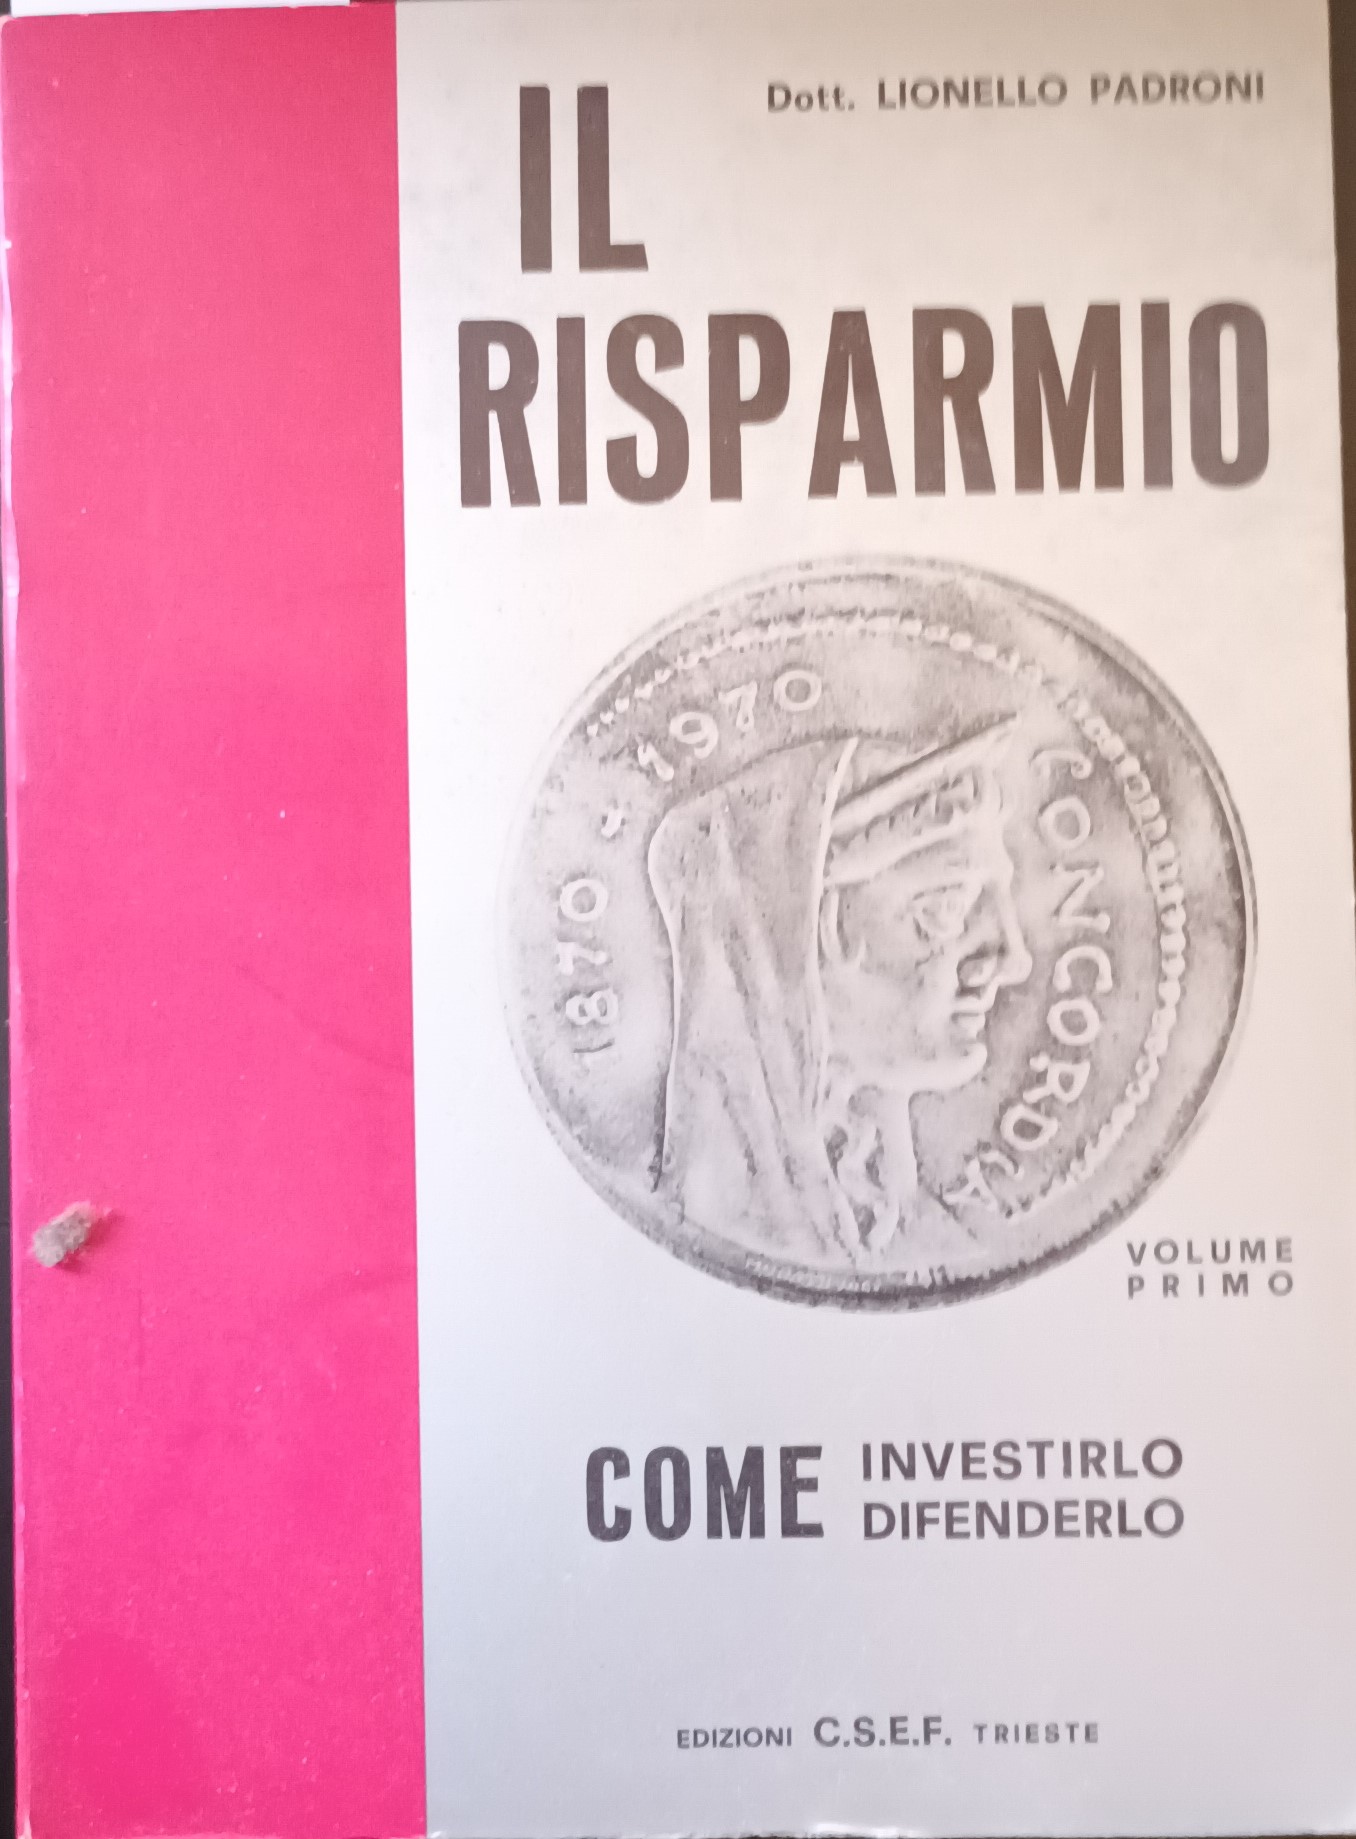 Dott. LIONELLO PADRONI
IL
RISPARMIO
1870 • 1970
CONCORDIA
VOLUME
PRIMO
COME INVESTIRLO
DIFENDERLO
EDIZIONI C.S.E.F. TRIESTE